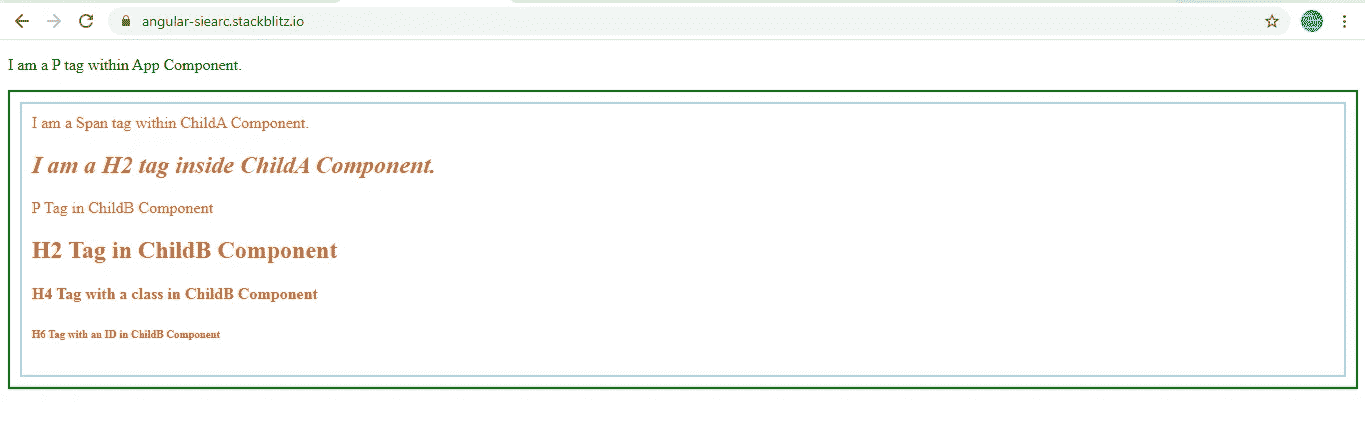 angular-siearc.stackblitz.io
I am a P tag within App Component.
I am a Span tag within ChildA Component.
I am a H2 tag inside ChildA Component.
P Tag in ChildB Component
H2 Tag in ChildB Component
H4 Tag with a class in ChildB Component
H6 Tag with an ID in ChildB Component